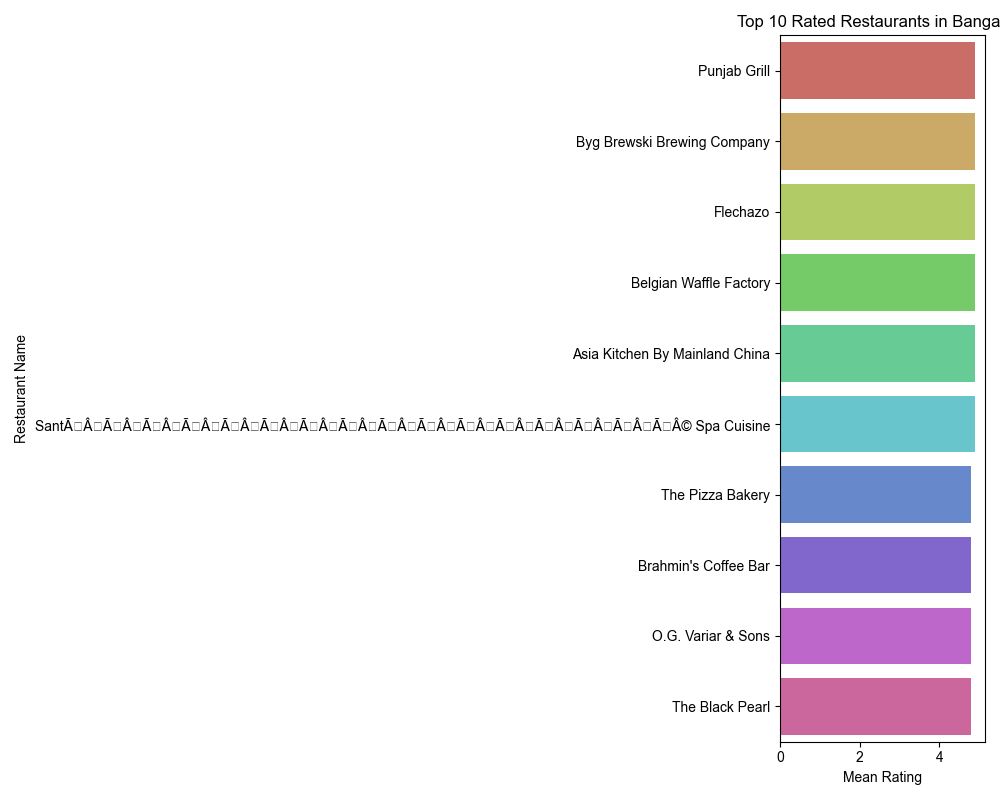 Top 10 Rated Restaurants in Banga
Restaurant Name
Punjab Grill
Byg Brewski Brewing Company
Flechazo
Belgian Waffle Factory
Asia Kitchen By Mainland China
SantÃ□Â□Ã□Â□Ã□Â□Ã□Â□Ã□Â□Ã□Â□Ã□Â□Ã□Â□Ã□Â□Ã□Â□Ã□Â□Ã□Â□Ã□Â□Ã□Â□Ã□Â□Ã□Â© Spa Cuisine
The Pizza Bakery
Brahmin's Coffee Bar
O.G. Variar & Sons
The Black Pearl
0 2 4
Mean Rating